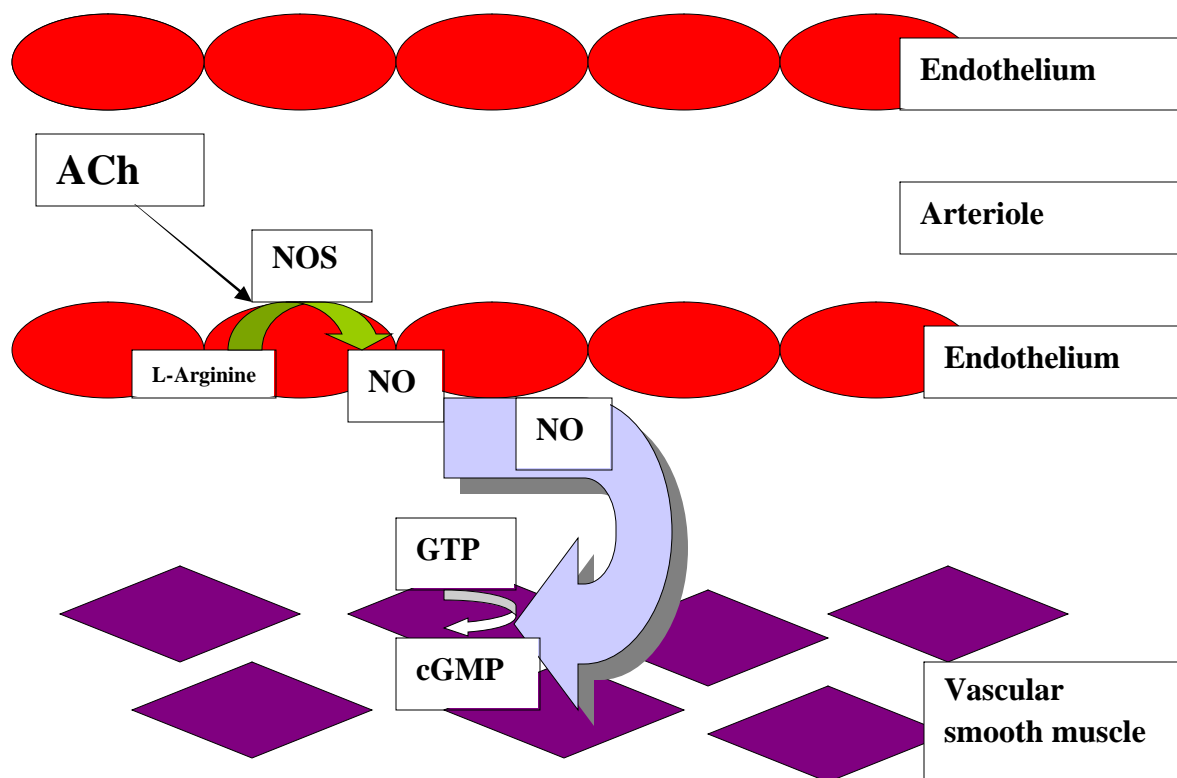 Endothelium
ACh
Arteriole
NOS
Endothelium
L-Arginine
NO
NO
GTP
cGMP
Vascular
smooth muscle